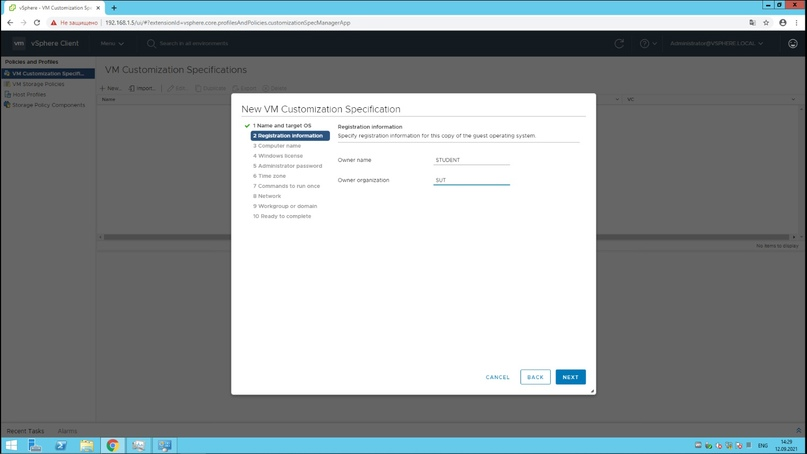 vSphere - VM Customization Speci
192.168.1.5/ui/#?extensionId=vsphere.core.profilesAndPolicies.customizationSpecManagerApp
Не защищено
vm vSphere Client
Menu
Search in all environments
Administrator@VSPHERE.LOCAL
Policies and Profiles
VM Customization Specifi...
VM Storage Policies
Host Profiles
Storage Policy Components
VM Customization Specifications
New...
Import...
Duplicate
Export
Delete
Name
VC
No items to display
New VM Customization Specification
1 Name and target OS
2 Registration information
3 Computer name
4 Windows license
5 Administrator password
6 Time zone
7 Commands to run once
8 Network
9 Workgroup or domain
10 Ready to complete
Registration information
Specify registration information for this copy of the guest operating system.
Owner name
STUDENT
Owner organization
SUT
CANCEL
BACK
NEXT
Recent Tasks
Alarms
ENG
14:29
12.09.2021